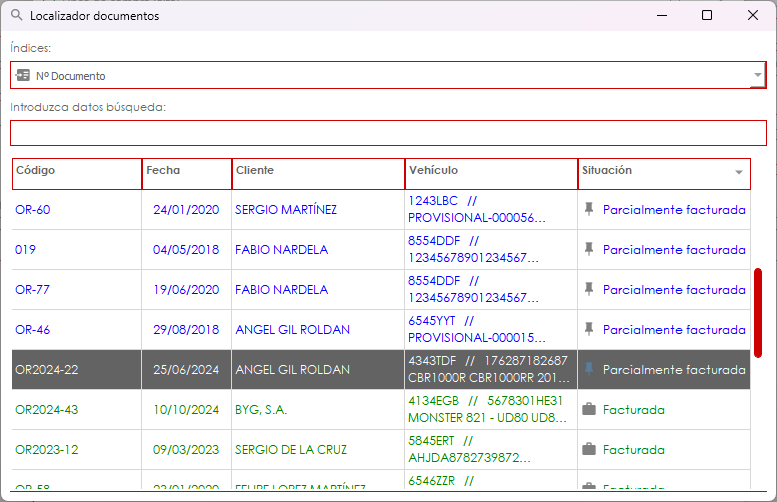 Localizador documentos
Índices:
Nº Documento
Introduzca datos búsqueda:
Código Fecha Cliente Vehículo Situación
OR-60 24/01/2020 SERGIO MARTÍNEZ 1243LBC // Parcialmente facturada
PROVISIONAL-000056...
019 04/05/2018 FABIO NARDELA 8554DDF // Parcialmente facturada
12345678901234567...
OR-77 19/06/2020 FABIO NARDELA 8554DDF // Parcialmente facturada
12345678901234567...
OR-46 29/08/2018 ANGEL GIL ROLDAN 6545YYT // Parcialmente facturada
PROVISIONAL-000015...
OR2024-22 25/06/2024 ANGEL GIL ROLDAN 4343TDF // 176287182687 Parcialmente facturada
CBR1000R CBR1000RR 201...
OR2024-43 10/10/2024 BYG, S.A. 4134EGB // 5678301HE31 Facturada
MONSTER 821 - UD80 UD8...
OR2023-12 09/03/2023 SERGIO DE LA CRUZ 5845ERT // Facturada
AHJDA8782739872...
OR-58 23/01/2020 FELIPE LOPEZ MARTÍNEZ 6546ZZR // Facturada